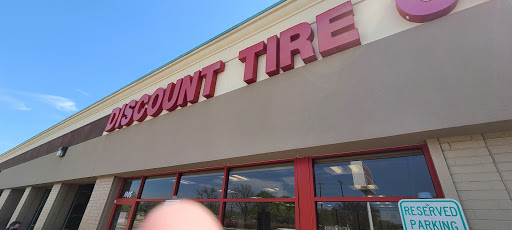 DISCOUNT TIRE
RESERVED
PARKING